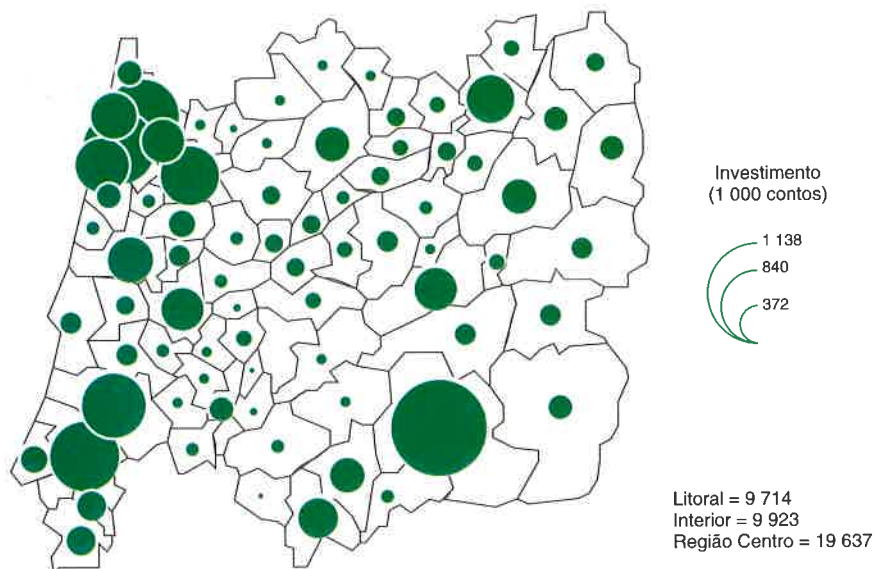 Investimento
(1 000 contos)
1 138
840
372
Litoral = 9 714
Interior = 9 923
Região Centro = 19 637